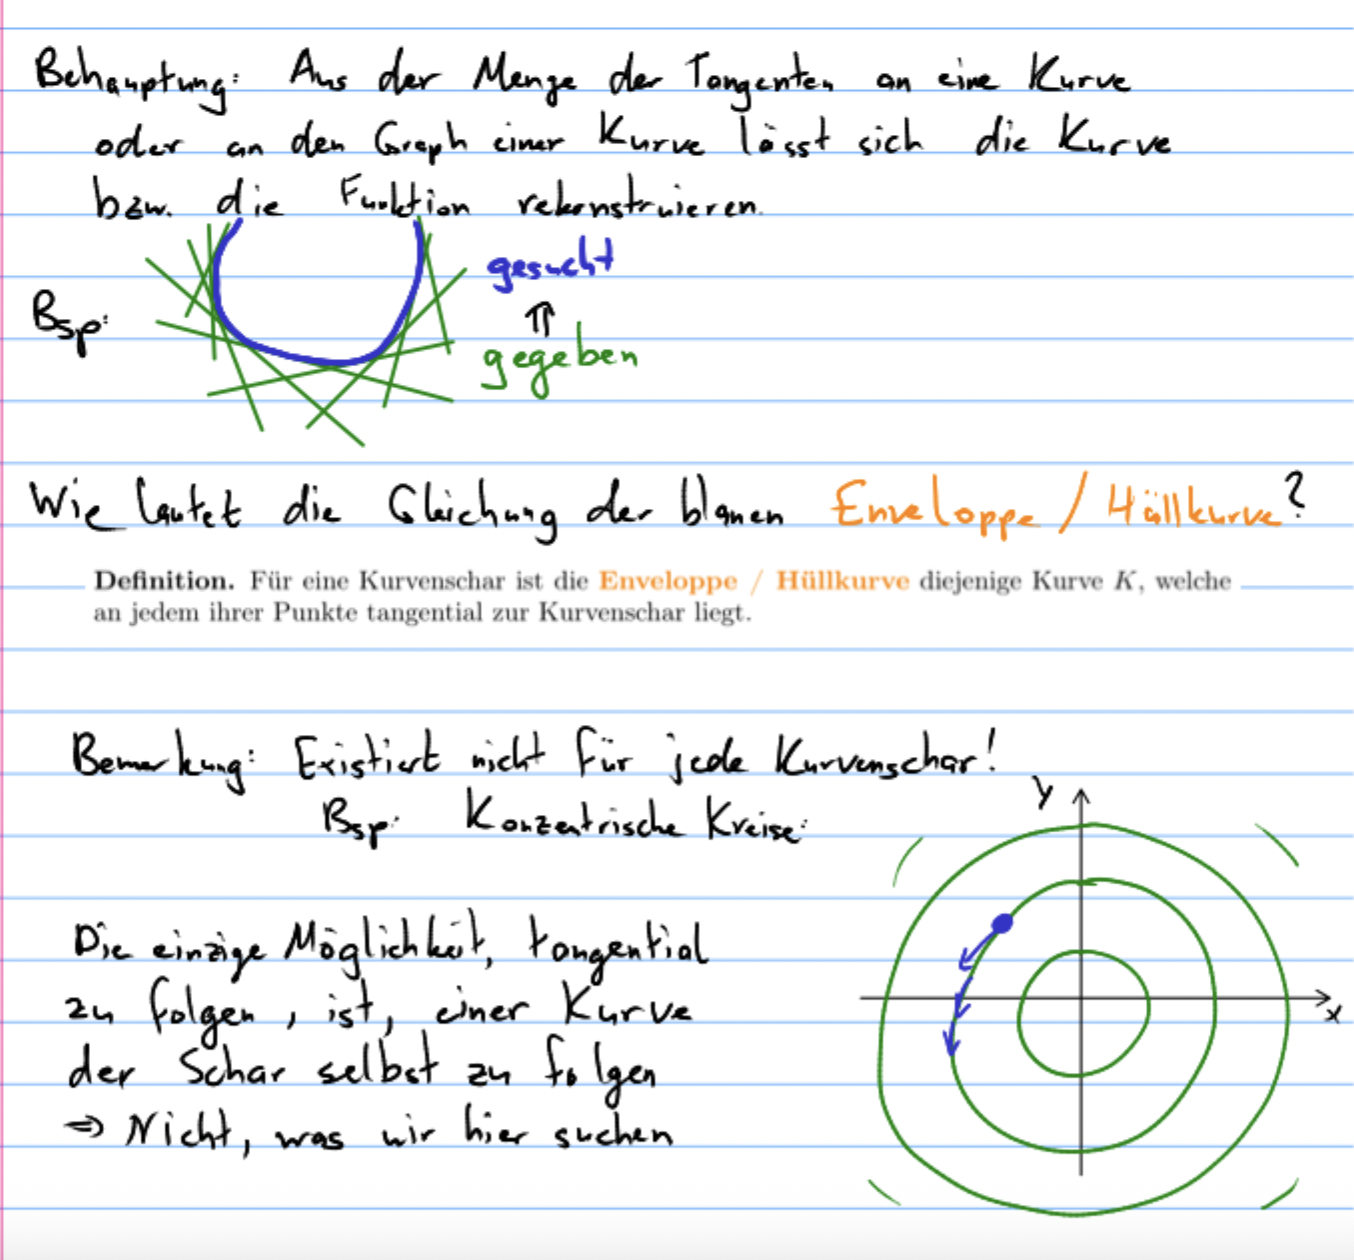 Behauptung: Aus der Menge der Tangenten an eine Kurve
oder an den Graph einer Kurve lässt sich die Kurve
bzw. die Funktion rekonstruieren.
gesucht
Bsp:
⇑
gegeben
Wie lautet die Gleichung der blauen Enveloppe / Hüllkurve?
Definition. Für eine Kurvenschar ist die Enveloppe / Hüllkurve diejenige Kurve K, welche
an jedem ihrer Punkte tangential zur Kurvenschar liegt.
Bemerkung: Existiert nicht für jede Kurvenschar!
y
Bsp: Konzentrische Kreise:
Die einzige Möglichkeit, tangential
zu folgen, ist, einer Kurve
x
der Schar selbst zu folgen
⇒ Nicht, was wir hier suchen